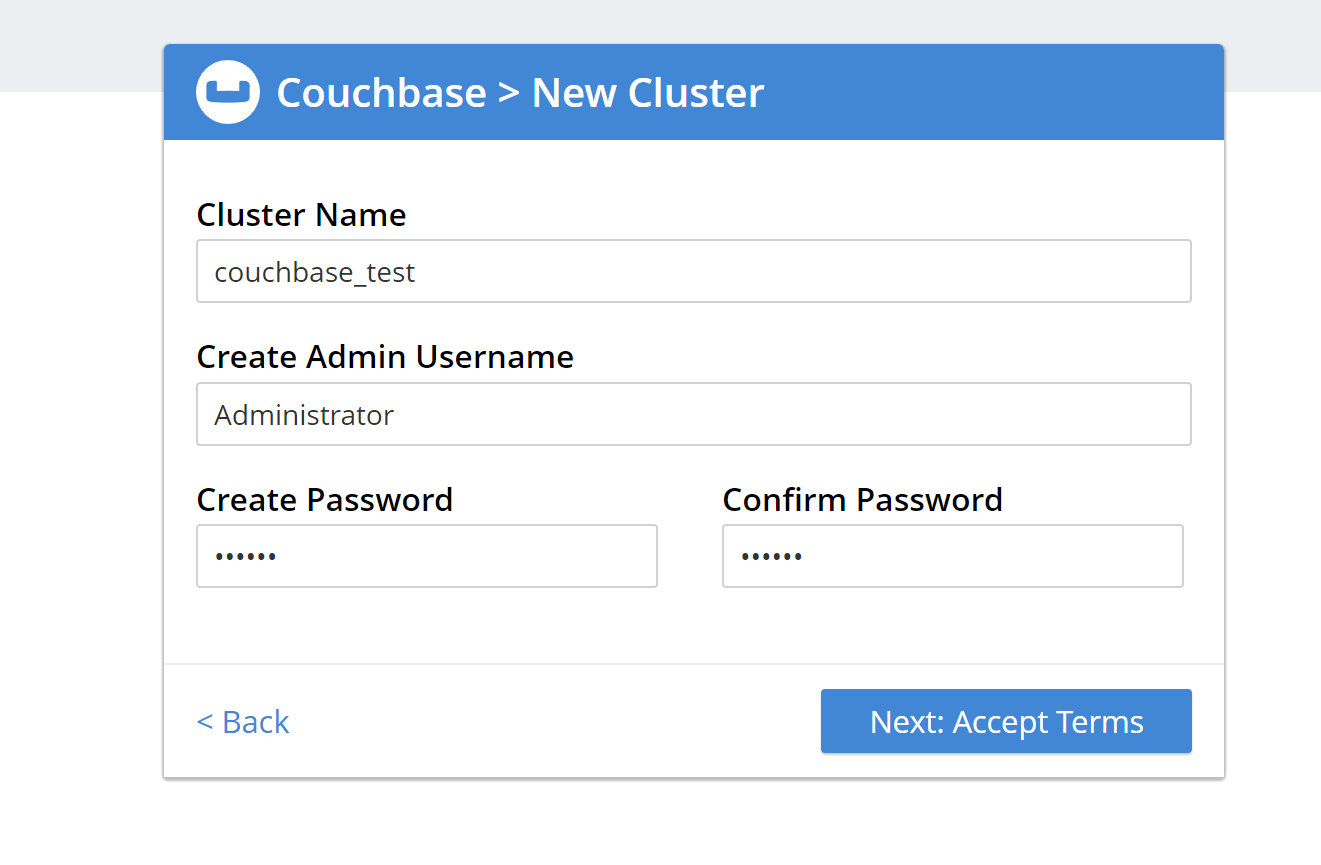 Couchbase > New Cluster
Cluster Name
couchbase_test
Create Admin Username
Administrator
Create Password
Confirm Password
••••••
••••••
< Back
Next: Accept Terms